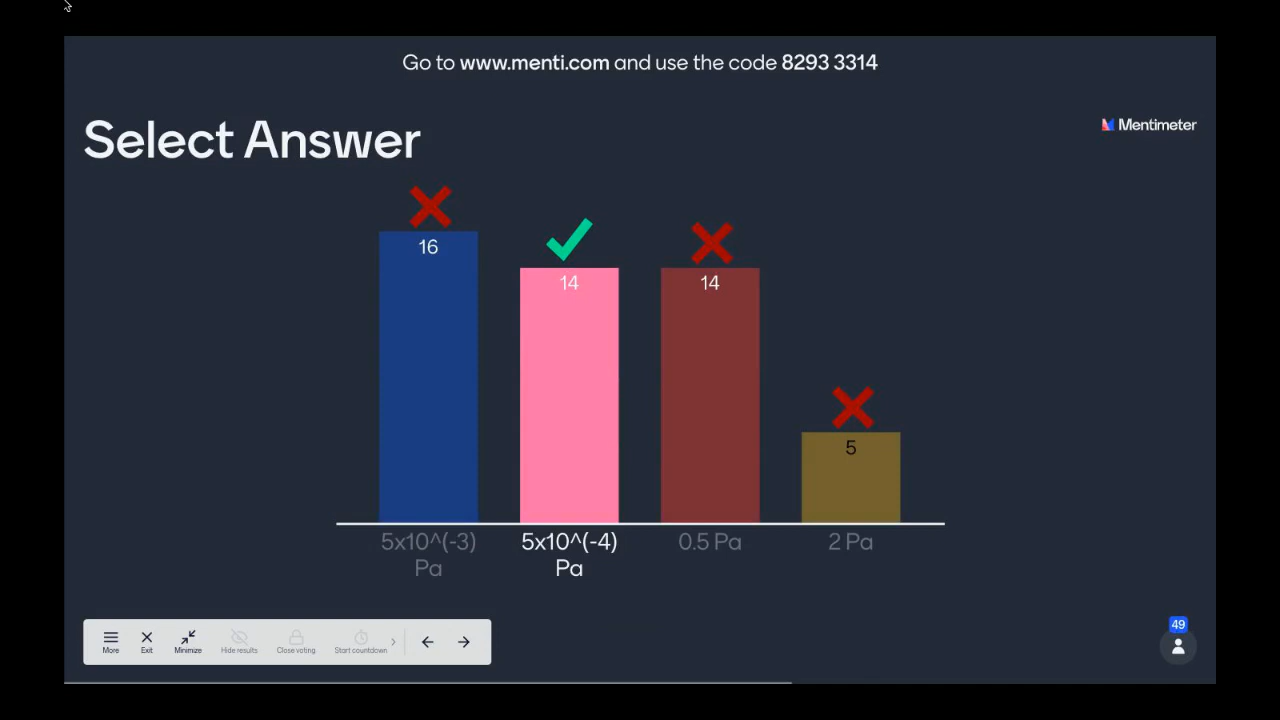 Go to www.menti.com and use the code 8293 3314
Select Answer
Mentimeter
16
14
14
5
5x10^(-3)
Pa
5x10^(-4)
Pa
0.5 Pa
2 Pa
More
Exit
Minimize
Hide results
Close voting
Start countdown
49